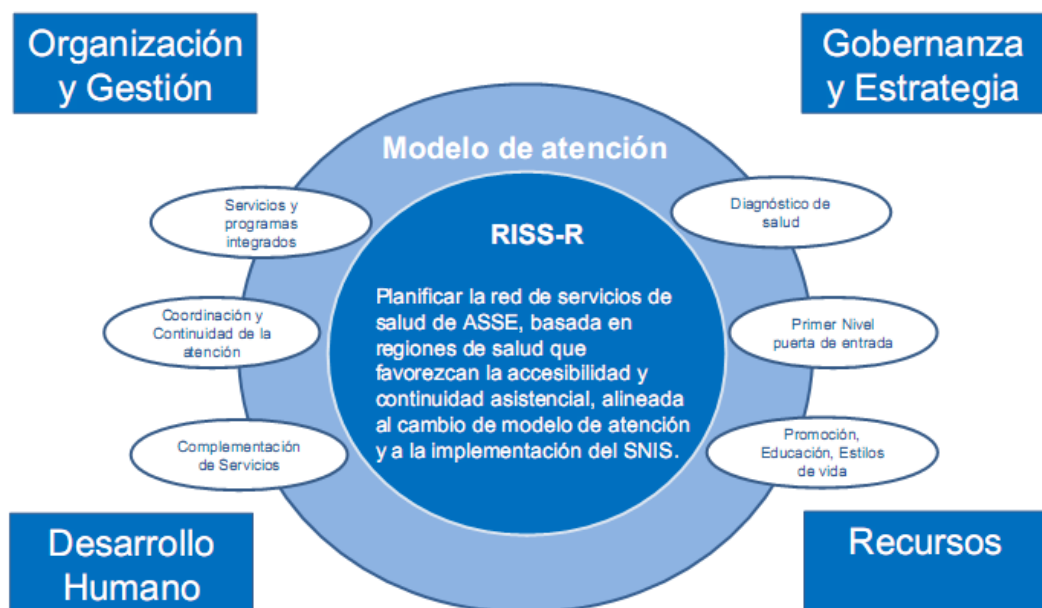 Organización
y Gestión
Gobernanza
y Estrategia
Modelo de atención
Servicios y
programas
integrados
Diagnóstico de
salud
RISS-R
Planificar la red de servicios de
salud de ASSE, basada en
regiones de salud que
favorezcan la accesibilidad y
continuidad asistencial, alineada
al cambio de modelo de atención
y a la implementación del SNIS.
Coordinación y
Continuidad de la
atención
Primer Nivel
puerta de entrada
Complementación
de Servicios
Promoción,
Educación, Estilos
de vida
Desarrollo
Humano
Recursos